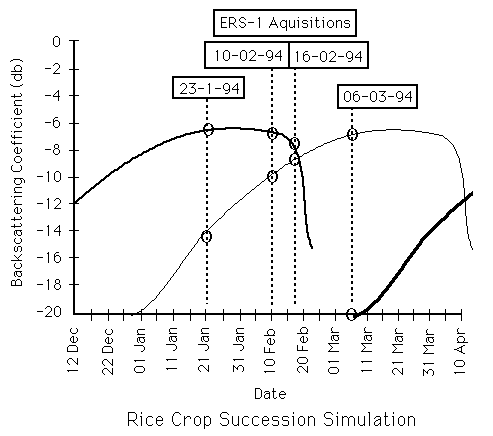 ERS-1 Aquisitions
10-02-94 16-02-94
23-1-94
06-03-94
Backscattering Coefficient (db)
0
-2
-4
-6
-8
-10
-12
-14
-16
-18
-20
12 Dec
22 Dec
01 Jan
11 Jan
21 Jan
31 Jan
10 Feb
20 Feb
01 Mar
11 Mar
21 Mar
31 Mar
10 Apr
Date
Rice Crop Succession Simulation